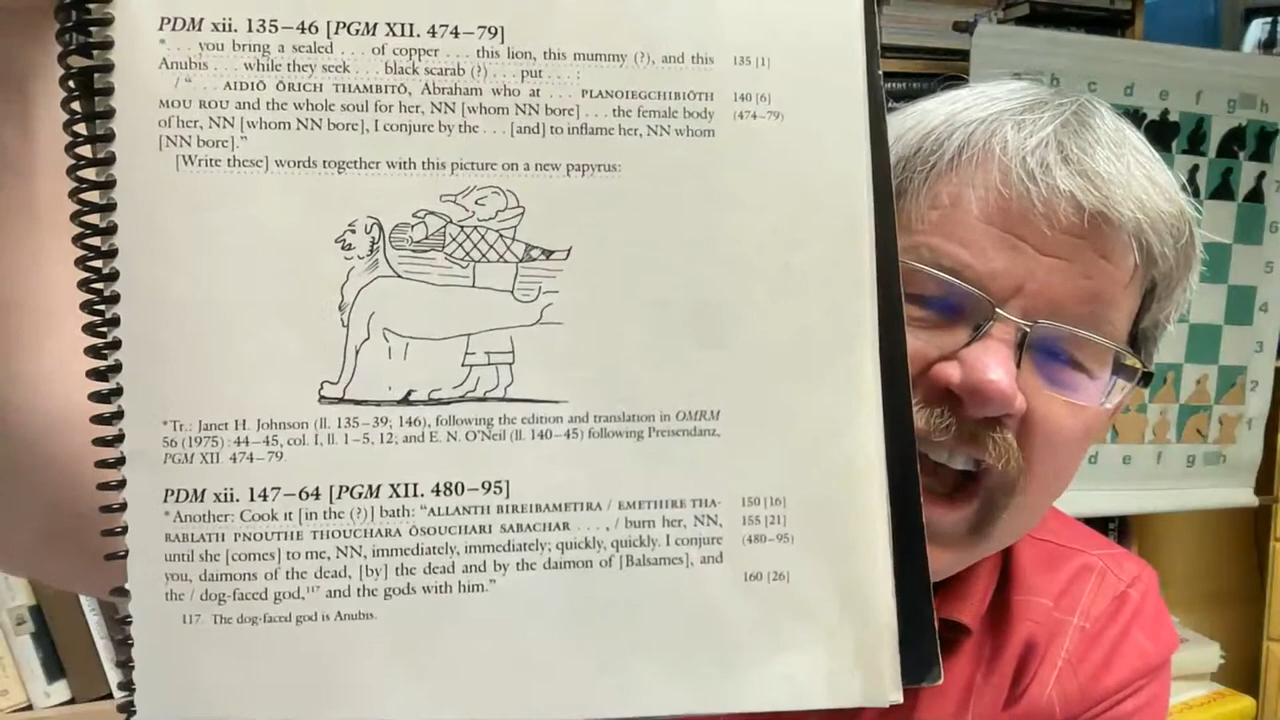 PDM xii. 135–46 [PGM XII. 474–79]
*. . . you bring a sealed . . . of copper . . . this lion, this mummy (?), and this 135 [1]
Anubis . . . while they seek . . . black scarab (?) . . . put . . . :
/ “. . . AIDIŌ ŌRICH THAMBITŌ, Abraham who at . . . PLANOIEGCHIBIŌTH 140 [6]
MOU ROU and the whole soul for her, NN [whom NN bore] . . . the female body (474–79)
of her, NN [whom NN bore], I conjure by the . . . [and] to inflame her, NN whom
[NN bore].”
[Write these] words together with this picture on a new papyrus:
*Tr.: Janet H. Johnson (ll. 135–39; 146), following the edition and translation in OMRM
56 (1975): 44–45, col. I, ll. 1–5, 12; and E. N. O'Neil (ll. 140–45) following Preisendanz,
PGM XII. 474–79.
PDM xii. 147–64 [PGM XII. 480–95]
*Another: Cook it [in the (?)] bath: “ALLANTH BIREIBAMETIRA / EMETHIRE THA- 150 [16]
RABLATH PNOUTHE THOUCHARA ŌSOUCHARI SABACHAR . . . , / burn her, NN, 155 [21]
until she [comes] to me, NN, immediately, immediately; quickly, quickly. I conjure (480–95)
you, daimons of the dead, [by] the dead and by the daimon of [Balsames], and
the / dog-faced god,¹¹⁷ and the gods with him.” 160 [26]
117. The dog-faced god is Anubis.
b c d e f g h
7
6
5
4
3
2
1
d e f g h